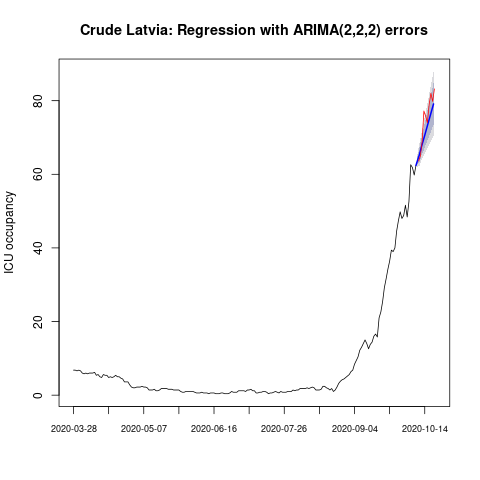 Crude Latvia: Regression with ARIMA(2,2,2) errors
ICU occupancy
80
60
40
20
0
2020-03-28 2020-05-07 2020-06-16 2020-07-26 2020-09-04 2020-10-14